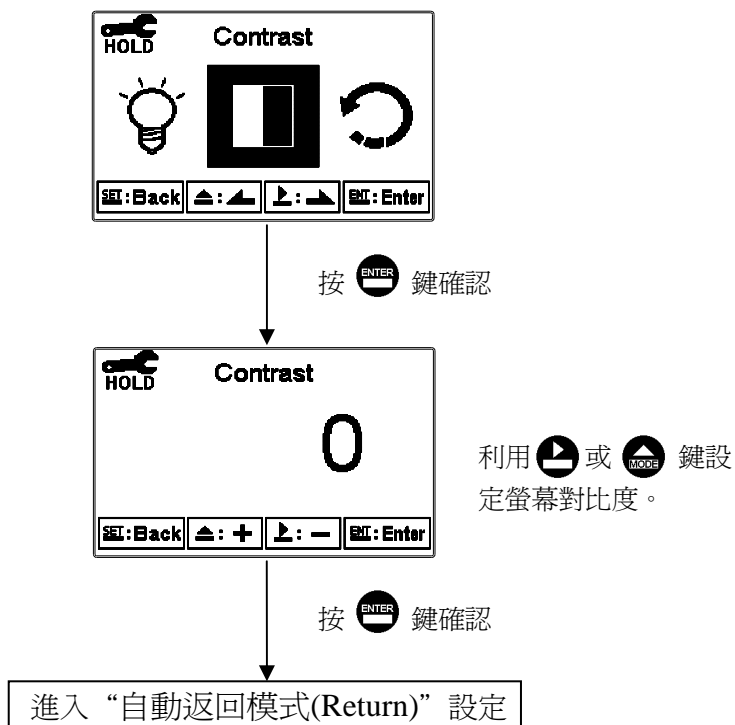 HOLD Contrast
SET:Back : : ENT:Enter
按 ENTER 鍵確認
HOLD Contrast
0
利用 或 MODE 鍵設
定螢幕對比度。
SET:Back : + : — ENT:Enter
按 ENTER 鍵確認
進入“自動返回模式(Return)”設定